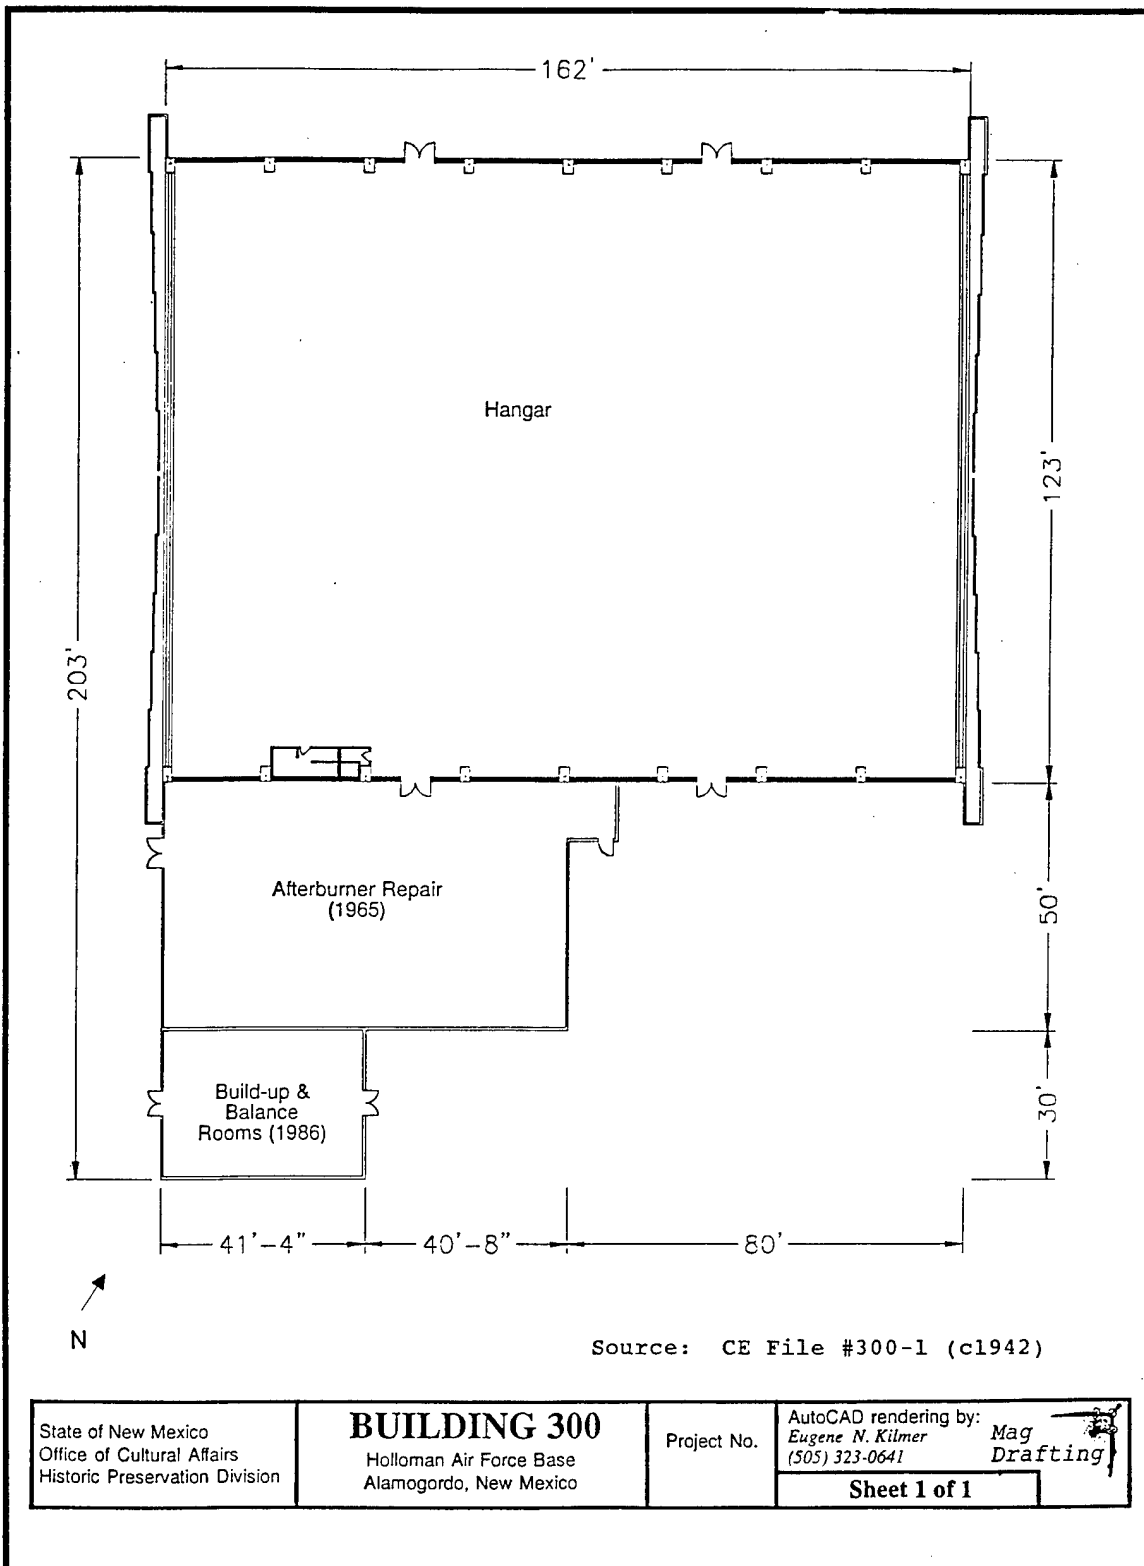 162'
Hangar
123'
203'
Afterburner Repair
(1965)
50'
Build-up &
Balance
Rooms (1986)
30'
41'-4"
40'-8"
80'
N
Source: CE File #300-1 (c1942)
State of New Mexico
Office of Cultural Affairs
Historic Preservation Division
BUILDING 300
Holloman Air Force Base
Alamogordo, New Mexico
Project No.
AutoCAD rendering by:
Eugene N. Kilmer
(505) 323-0641
Mag
Drafting
Sheet 1 of 1